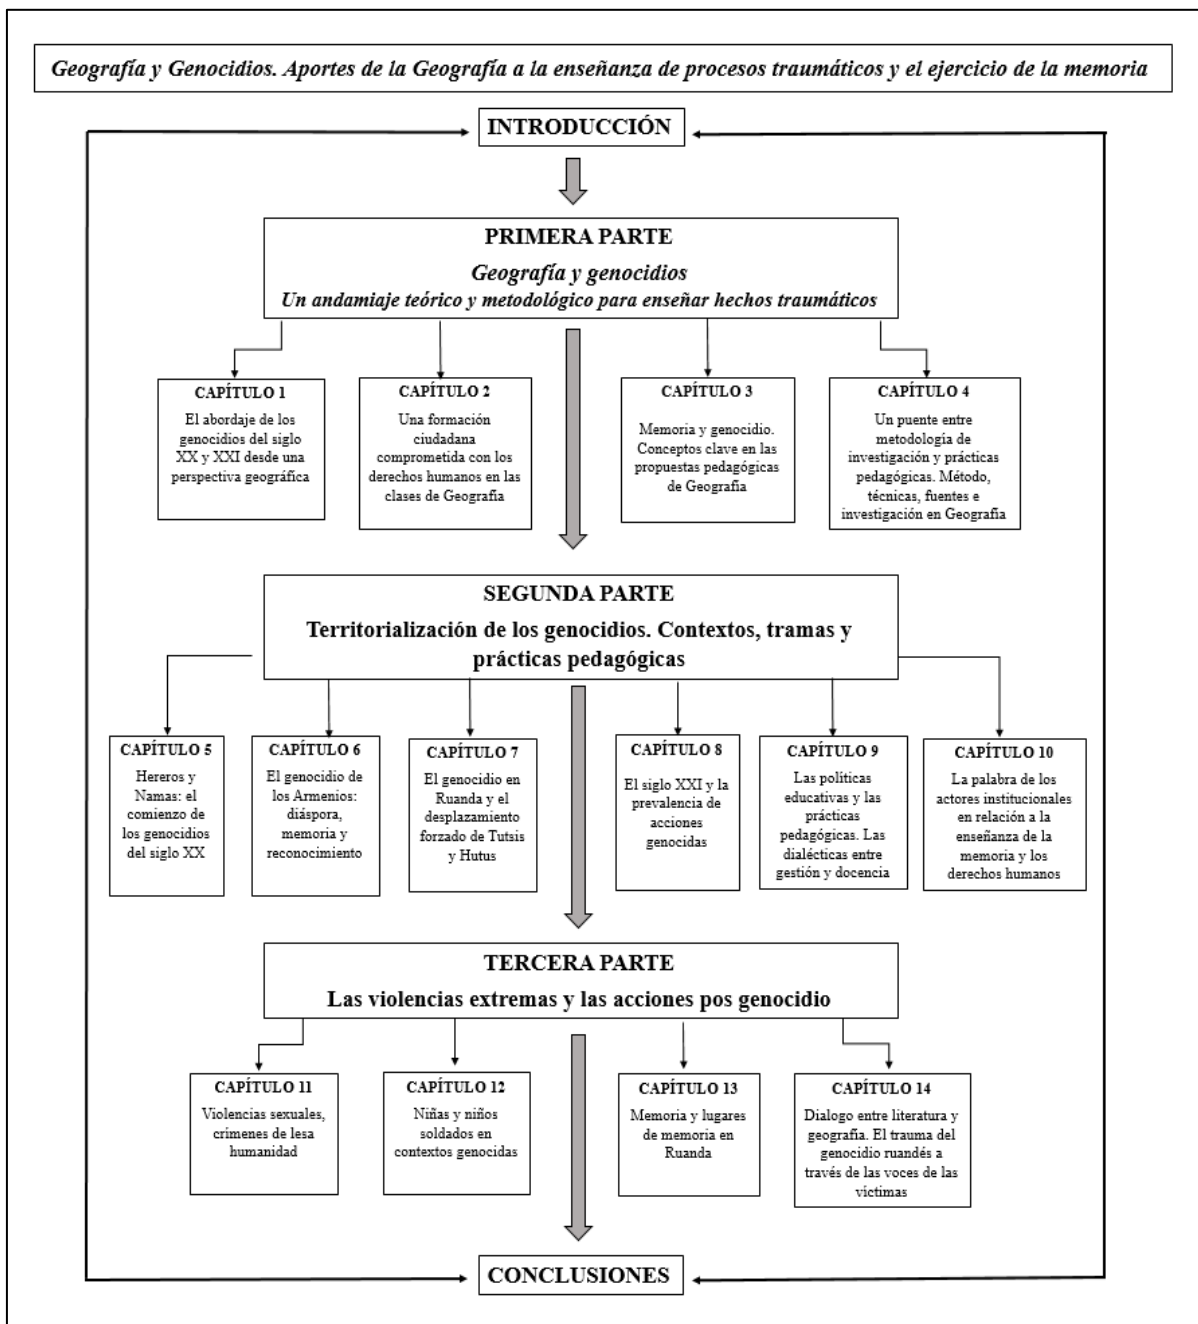 Geografía y Genocidios. Aportes de la Geografía a la enseñanza de procesos traumáticos y el ejercicio de la memoria
INTRODUCCIÓN
PRIMERA PARTE
Geografía y genocidios
Un andamiaje teórico y metodológico para enseñar hechos traumáticos
CAPÍTULO 1
El abordaje de los
genocidios del siglo
XX y XXI desde una
perspectiva geográfica
CAPÍTULO 2
Una formación
ciudadana
comprometida con los
derechos humanos en las
clases de Geografía
CAPÍTULO 3
Memoria y genocidio.
Conceptos clave en las
propuestas pedagógicas
de Geografía
CAPÍTULO 4
Un puente entre
metodología de
investigación y prácticas
pedagógicas. Método,
técnicas, fuentes e
investigación en Geografía
SEGUNDA PARTE
Territorialización de los genocidios. Contextos, tramas y
prácticas pedagógicas
CAPÍTULO 5
Hereros y
Namas: el
comienzo de
los genocidios
del siglo XX
CAPÍTULO 6
El genocidio de
los Armenios:
diáspora,
memoria y
reconocimiento
CAPÍTULO 7
El genocidio en
Ruanda y el
desplazamiento
forzado de Tutsis
y Hutus
CAPÍTULO 8
El siglo XXI y la
prevalencia de
acciones
genocidas
CAPÍTULO 9
Las políticas
educativas y las
prácticas
pedagógicas. Las
dialécticas entre
gestión y docencia
CAPÍTULO 10
La palabra de los
actores institucionales
en relación a la
enseñanza de la
memoria y los
derechos humanos
TERCERA PARTE
Las violencias extremas y las acciones pos genocidio
CAPÍTULO 11
Violencias sexuales,
crímenes de lesa
humanidad
CAPÍTULO 12
Niñas y niños
soldados en
contextos genocidas
CAPÍTULO 13
Memoria y lugares
de memoria en
Ruanda
CAPÍTULO 14
Dialogo entre literatura y
geografía. El trauma del
genocidio ruandés a
través de las voces de las
víctimas
CONCLUSIONES